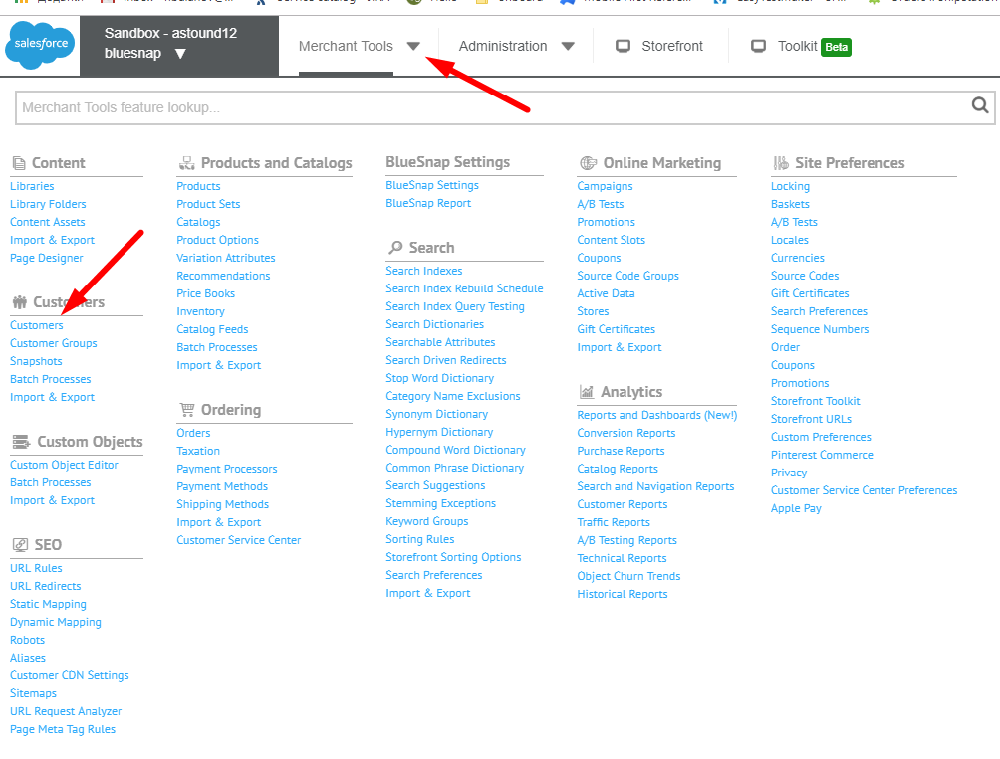 salesforce
Sandbox - astound12
bluesnap
Merchant Tools
Administration
Storefront
Toolkit Beta
Merchant Tools feature lookup...
Content
Libraries
Library Folders
Content Assets
Import & Export
Page Designer
Customers
Customers
Customer Groups
Snapshots
Batch Processes
Import & Export
Custom Objects
Custom Object Editor
Batch Processes
Import & Export
SEO
URL Rules
URL Redirects
Static Mapping
Dynamic Mapping
Robots
Aliases
Customer CDN Settings
Sitemaps
URL Request Analyzer
Page Meta Tag Rules
Products and Catalogs
Products
Product Sets
Catalogs
Product Options
Variation Attributes
Recommendations
Price Books
Inventory
Catalog Feeds
Batch Processes
Import & Export
Ordering
Orders
Taxation
Payment Processors
Payment Methods
Shipping Methods
Import & Export
Customer Service Center
BlueSnap Settings
BlueSnap Settings
BlueSnap Report
Search
Search Indexes
Search Index Rebuild Schedule
Search Index Query Testing
Search Dictionaries
Searchable Attributes
Search Driven Redirects
Stop Word Dictionary
Category Name Exclusions
Synonym Dictionary
Hypernym Dictionary
Compound Word Dictionary
Common Phrase Dictionary
Search Suggestions
Stemming Exceptions
Keyword Groups
Sorting Rules
Storefront Sorting Options
Search Preferences
Import & Export
Online Marketing
Campaigns
A/B Tests
Promotions
Content Slots
Coupons
Source Code Groups
Active Data
Stores
Gift Certificates
Import & Export
Analytics
Reports and Dashboards (New!)
Conversion Reports
Purchase Reports
Catalog Reports
Search and Navigation Reports
Customer Reports
Traffic Reports
A/B Testing Reports
Technical Reports
Object Churn Trends
Historical Reports
Site Preferences
Locking
Baskets
A/B Tests
Locales
Currencies
Source Codes
Gift Certificates
Search Preferences
Sequence Numbers
Order
Coupons
Promotions
Storefront Toolkit
Storefront URLs
Custom Preferences
Pinterest Commerce
Privacy
Customer Service Center Preferences
Apple Pay